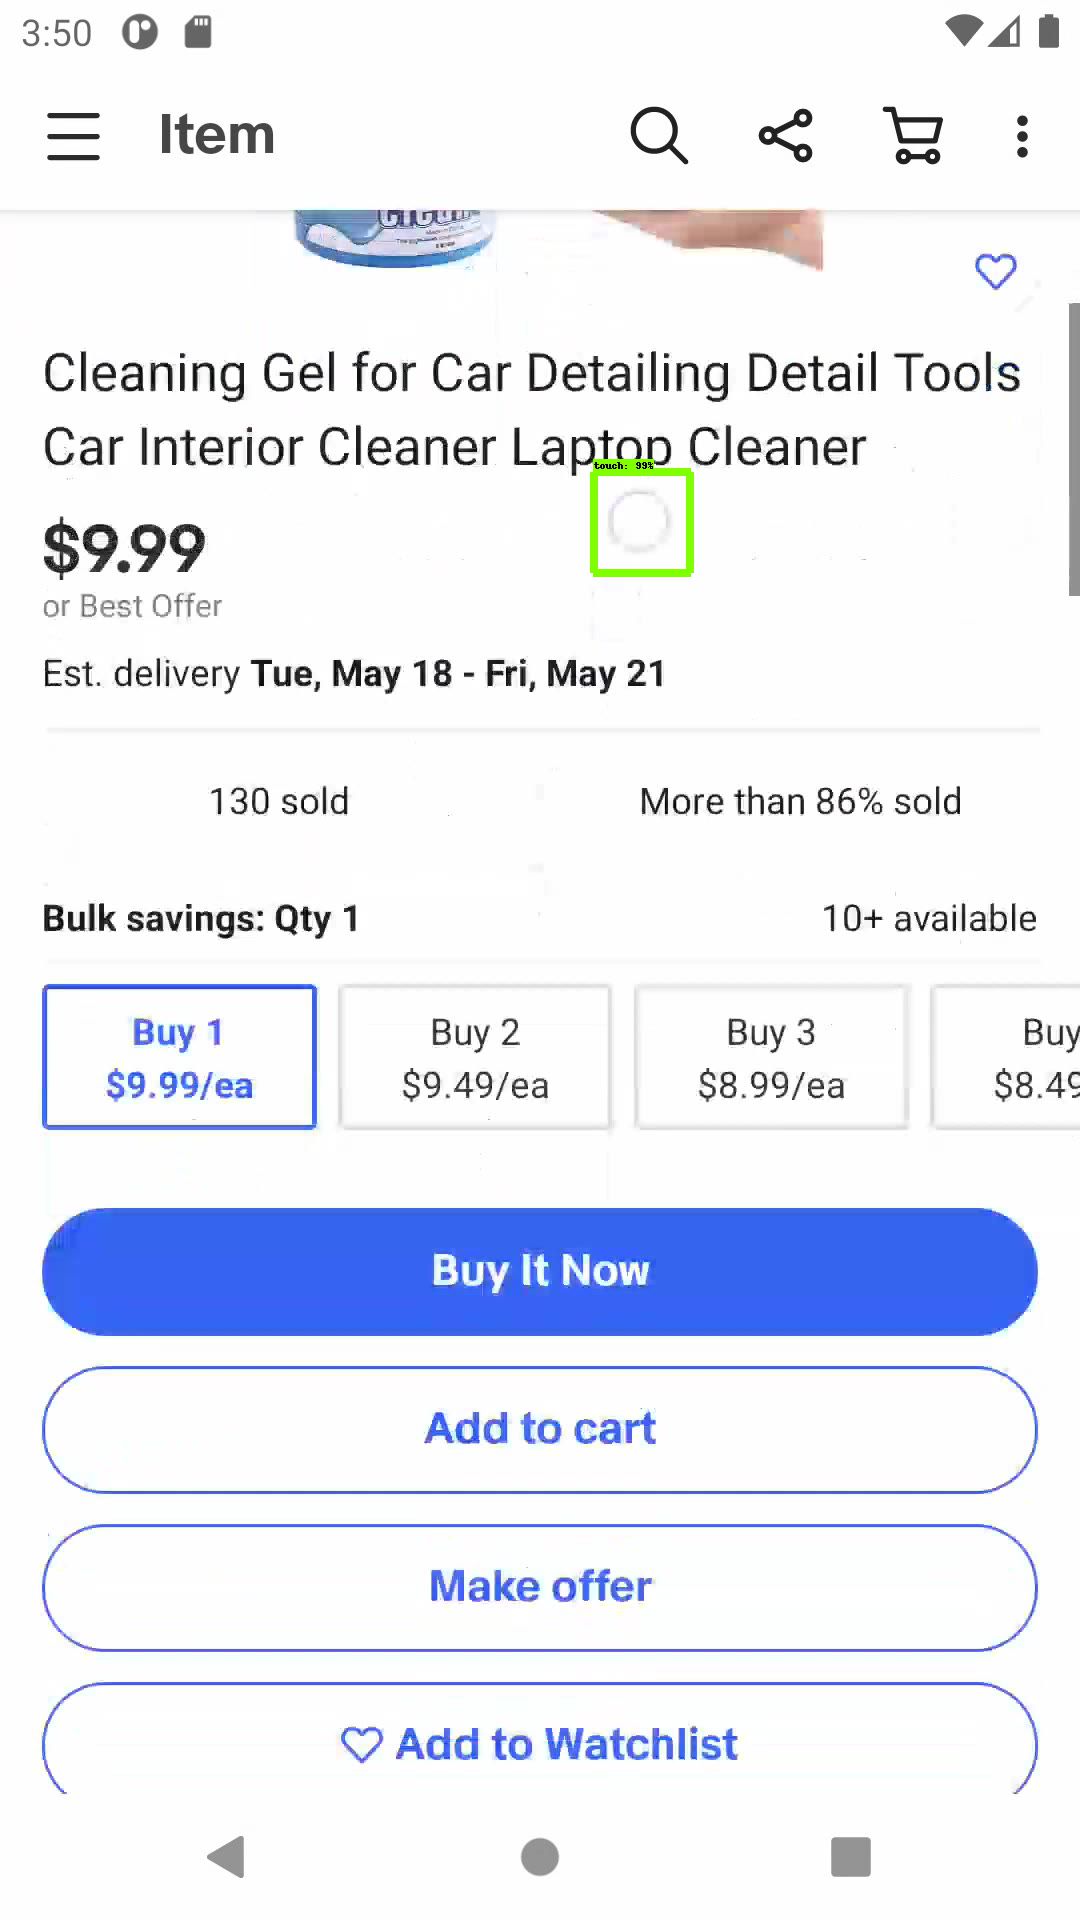 3:50
Item
Clean
Cleaning Gel for Car Detailing Detail Tools
Car Interior Cleaner Laptop Cleaner
touch: 99%
$9.99
or Best Offer
Est. delivery Tue, May 18 - Fri, May 21
130 sold
More than 86% sold
Bulk savings: Qty 1
10+ available
Buy 1
$9.99/ea
Buy 2
$9.49/ea
Buy 3
$8.99/ea
Buy
$8.49
Buy It Now
Add to cart
Make offer
Add to Watchlist